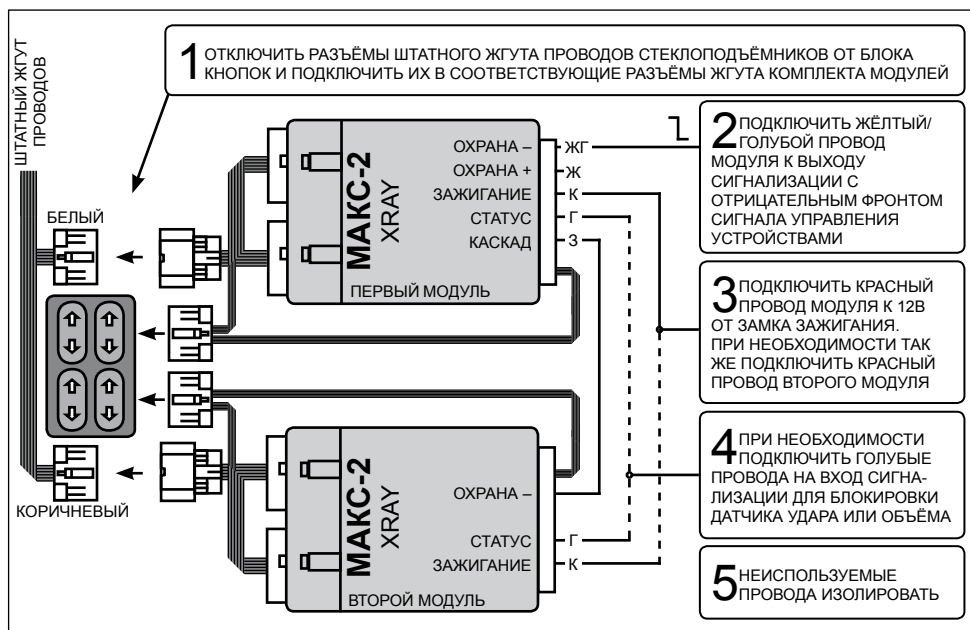 ШТАТНЫЙ ЖГУТ
ПРОВОДОВ
1
ОТКЛЮЧИТЬ РАЗЪЁМЫ ШТАТНОГО ЖГУТА ПРОВОДОВ СТЕКЛОПОДЪЁМНИКОВ ОТ БЛОКА
КНОПОК И ПОДКЛЮЧИТЬ ИХ В СООТВЕТСТВУЮЩИЕ РАЗЪЁМЫ ЖГУТА КОМПЛЕКТА МОДУЛЕЙ
БЕЛЫЙ
КОРИЧНЕВЫЙ
МАКС-2
XRAY
ОХРАНА – ЖГ
ОХРАНА + Ж
ЗАЖИГАНИЕ К
СТАТУС Г
КАСКАД З
ПЕРВЫЙ МОДУЛЬ
МАКС-2
XRAY
ОХРАНА –
СТАТУС Г
ЗАЖИГАНИЕ К
ВТОРОЙ МОДУЛЬ
2 ПОДКЛЮЧИТЬ ЖЁЛТЫЙ/
ГОЛУБОЙ ПРОВОД
МОДУЛЯ К ВЫХОДУ
СИГНАЛИЗАЦИИ С
ОТРИЦАТЕЛЬНЫМ ФРОНТОМ
СИГНАЛА УПРАВЛЕНИЯ
УСТРОЙСТВАМИ
3 ПОДКЛЮЧИТЬ КРАСНЫЙ
ПРОВОД МОДУЛЯ К 12В
ОТ ЗАМКА ЗАЖИГАНИЯ.
ПРИ НЕОБХОДИМОСТИ ТАК
ЖЕ ПОДКЛЮЧИТЬ КРАСНЫЙ
ПРОВОД ВТОРОГО МОДУЛЯ
4 ПРИ НЕОБХОДИМОСТИ
ПОДКЛЮЧИТЬ ГОЛУБЫЕ
ПРОВОДА НА ВХОД СИГНА-
ЛИЗАЦИИ ДЛЯ БЛОКИРОВКИ
ДАТЧИКА УДАРА ИЛИ ОБЪЁМА
5 НЕИСПОЛЬЗУЕМЫЕ
ПРОВОДА ИЗОЛИРОВАТЬ